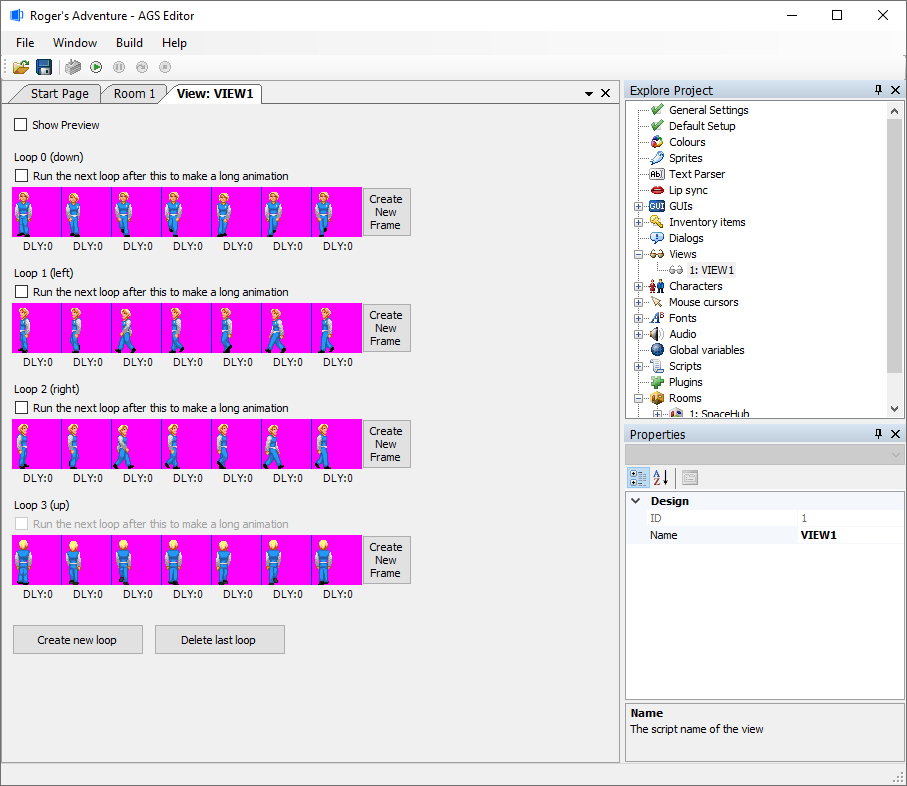 Roger's Adventure - AGS Editor
File Window Build Help
Start Page Room 1 View: VIEW1
Show Preview
Loop 0 (down)
Run the next loop after this to make a long animation
Create New Frame
DLY:0 DLY:0 DLY:0 DLY:0 DLY:0 DLY:0 DLY:0
Loop 1 (left)
Run the next loop after this to make a long animation
Create New Frame
DLY:0 DLY:0 DLY:0 DLY:0 DLY:0 DLY:0 DLY:0
Loop 2 (right)
Run the next loop after this to make a long animation
Create New Frame
DLY:0 DLY:0 DLY:0 DLY:0 DLY:0 DLY:0 DLY:0
Loop 3 (up)
Run the next loop after this to make a long animation
Create New Frame
DLY:0 DLY:0 DLY:0 DLY:0 DLY:0 DLY:0 DLY:0
Create new loop Delete last loop
Explore Project
General Settings
Default Setup
Colours
Sprites
Ab Text Parser
Lip sync
GUI GUIs
Inventory items
Dialogs
Views
1: VIEW1
Characters
Mouse cursors
Fonts
Audio
Global variables
Scripts
Plugins
Rooms
1: SpaceHub
Properties
A Z
Design
ID 1
Name VIEW1
Name
The script name of the view